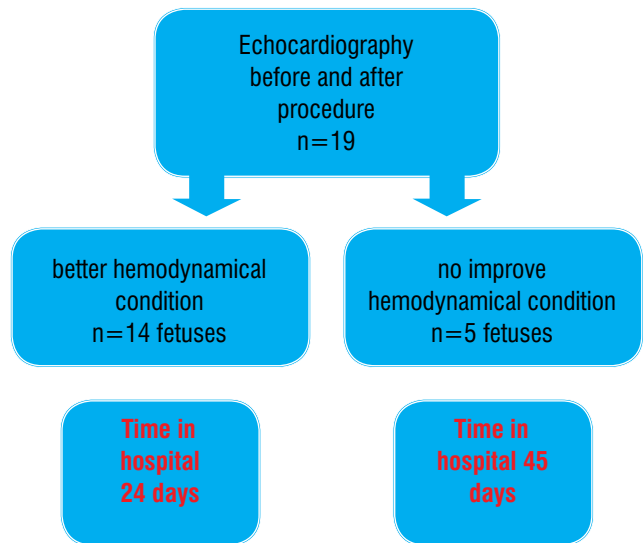 Echocardiography
before and after
procedure
n=19
better hemodynamical
condition
n=14 fetuses
no improve
hemodynamical condition
n=5 fetuses
Time in
hospital
24 days
Time in
hospital 45
days